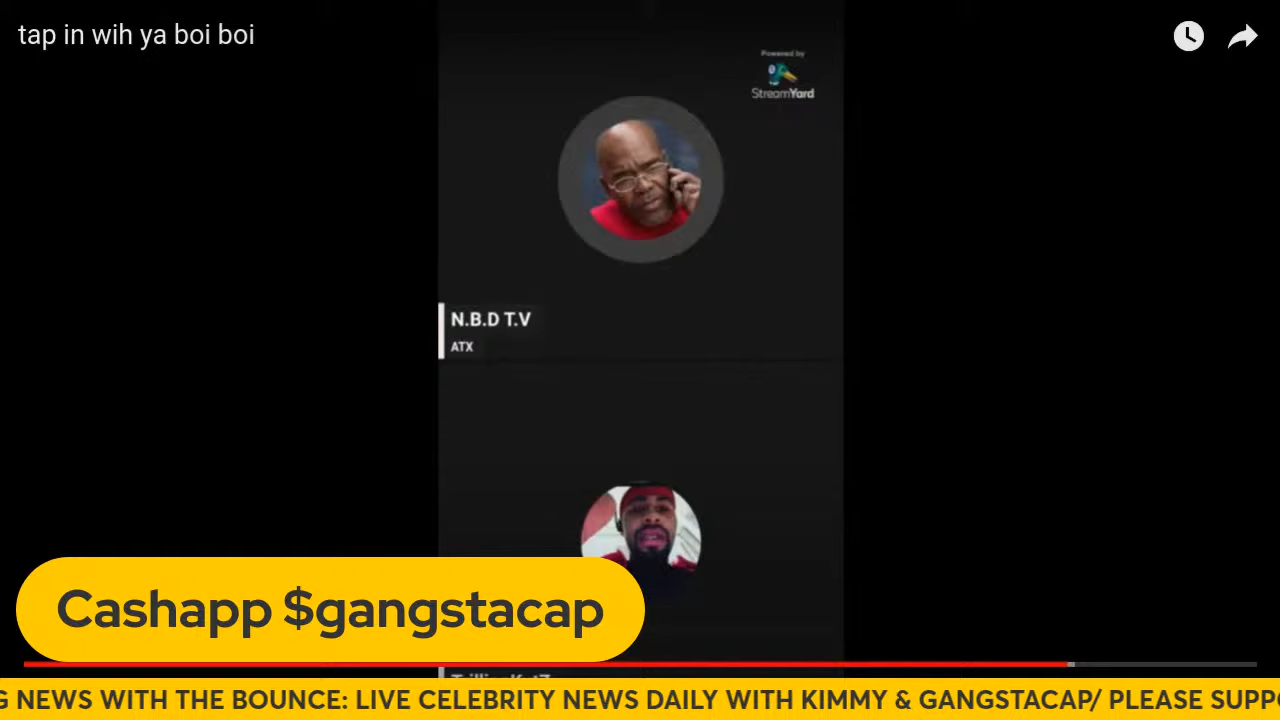 tap in wih ya boi boi
Powered by
StreamYard
N.B.D T.V
ATX
Cashapp $gangstacap
G NEWS WITH THE BOUNCE: LIVE CELEBRITY NEWS DAILY WITH KIMMY & GANGSTACAP/ PLEASE SUPPO